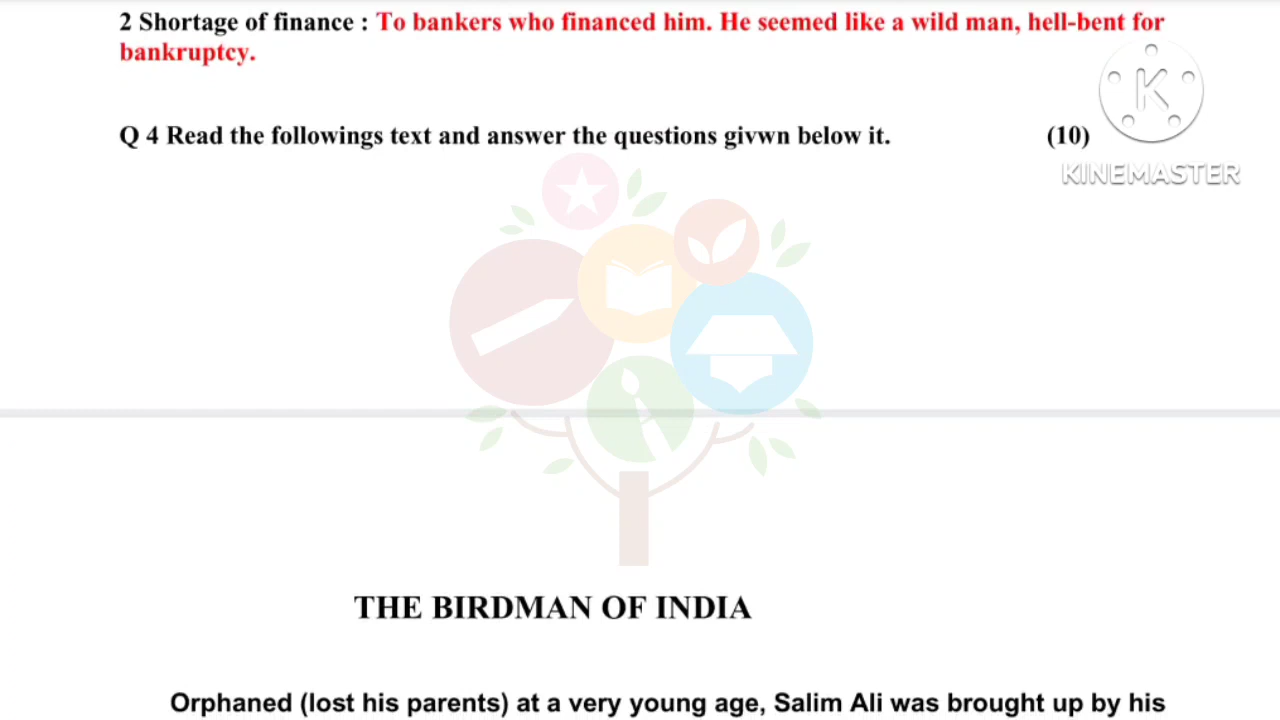 2 Shortage of finance : To bankers who financed him. He seemed like a wild man, hell-bent for
bankruptcy.
Q 4 Read the followings text and answer the questions givwn below it. (10)
K
KINEMASTER
THE BIRDMAN OF INDIA
Orphaned (lost his parents) at a very young age, Salim Ali was brought up by his